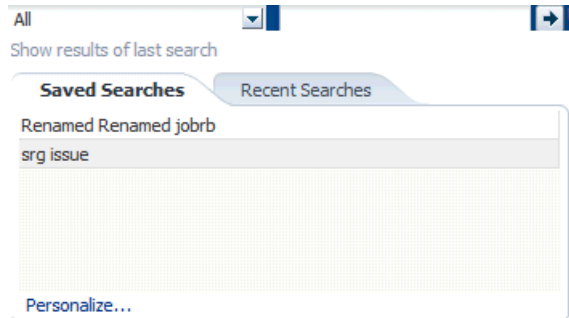 All
Show results of last search
Saved Searches Recent Searches
Renamed Renamed jobrb
srg issue
Personalize...